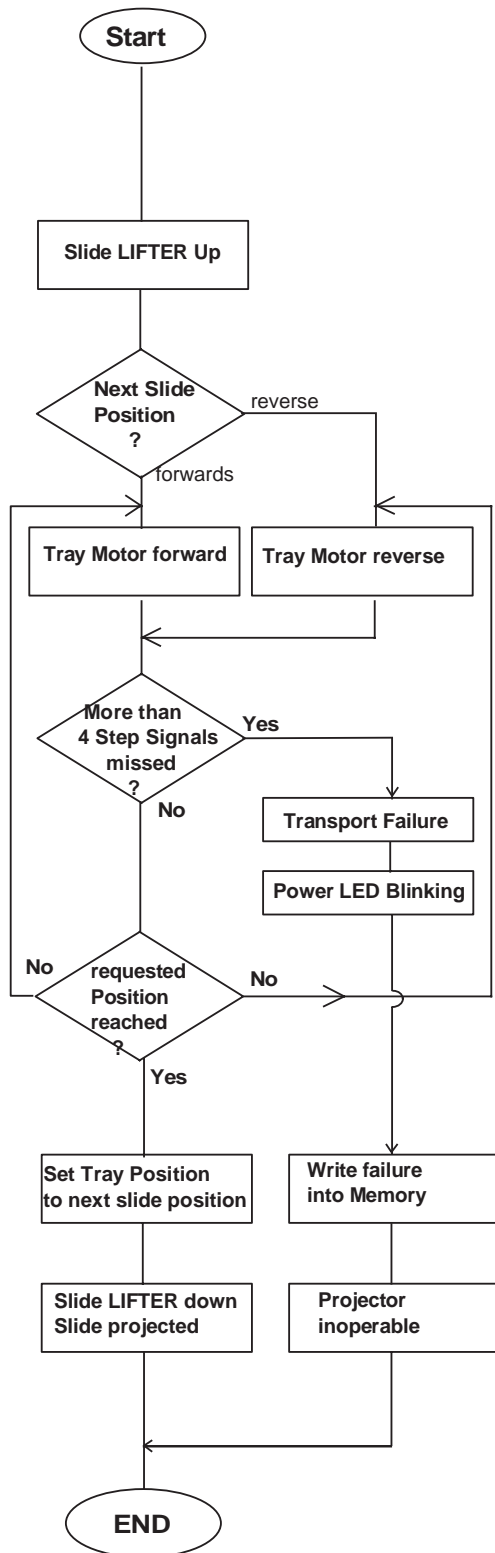 Start
Slide LIFTER Up
Next Slide
Position
?
reverse
forwards
Tray Motor forward
Tray Motor reverse
More than
4 Step Signals
missed
?
Yes
No
Transport Failure
Power LED Blinking
No
requested
Position
reached
?
No
Yes
Set Tray Position
to next slide position
Write failure
into Memory
Slide LIFTER down
Slide projected
Projector
inoperable
END